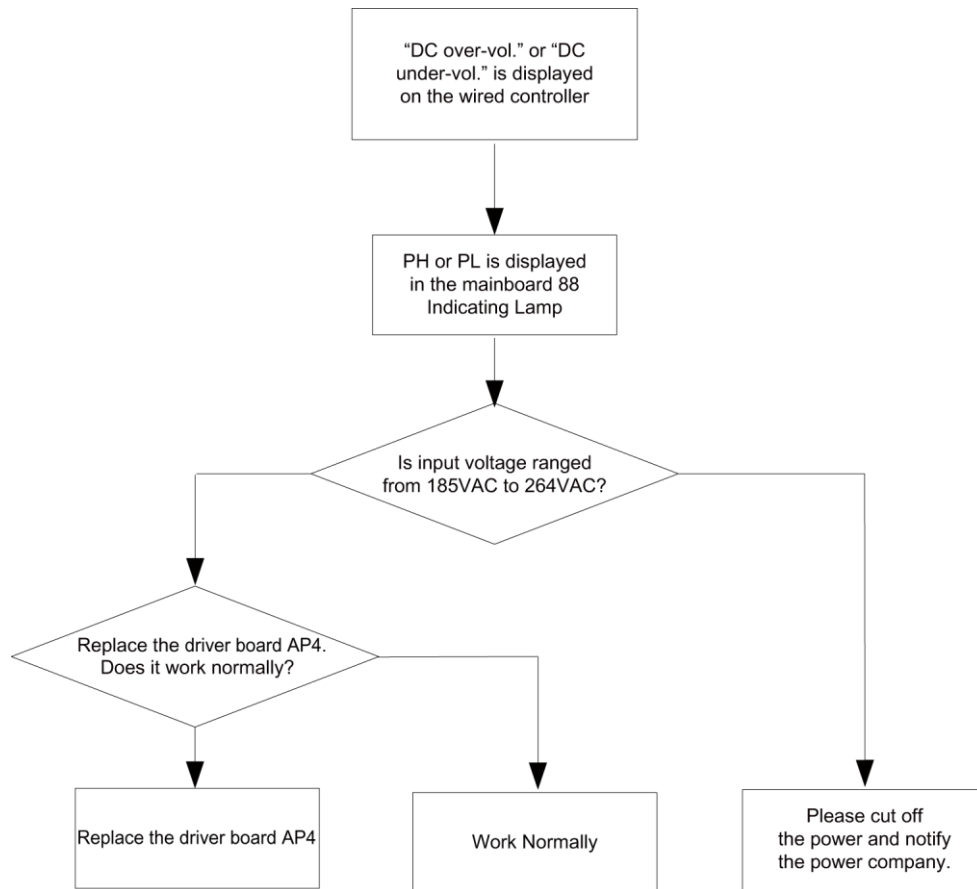 “DC over-vol.” or “DC
under-vol.” is displayed
on the wired controller
PH or PL is displayed
in the mainboard 88
Indicating Lamp
Is input voltage ranged
from 185VAC to 264VAC?
Replace the driver board AP4.
Does it work normally?
Replace the driver board AP4
Work Normally
Please cut off
the power and notify
the power company.